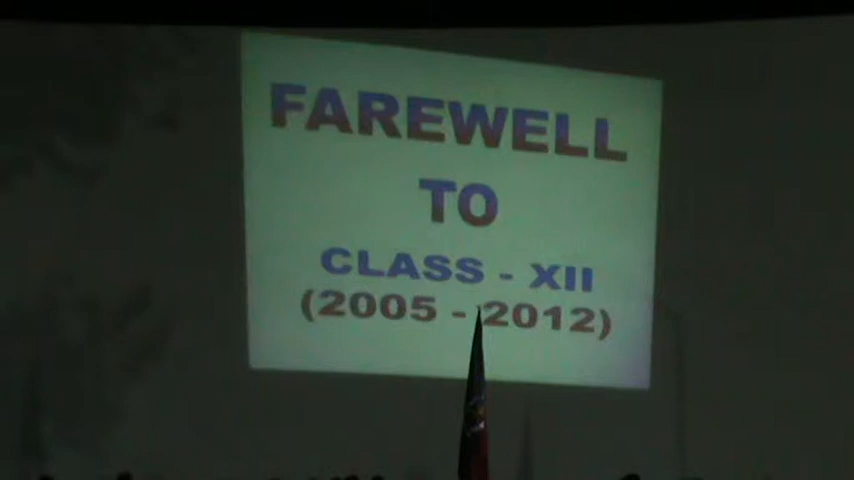 FAREWELL
TO
CLASS - XII
(2005 - 2012)